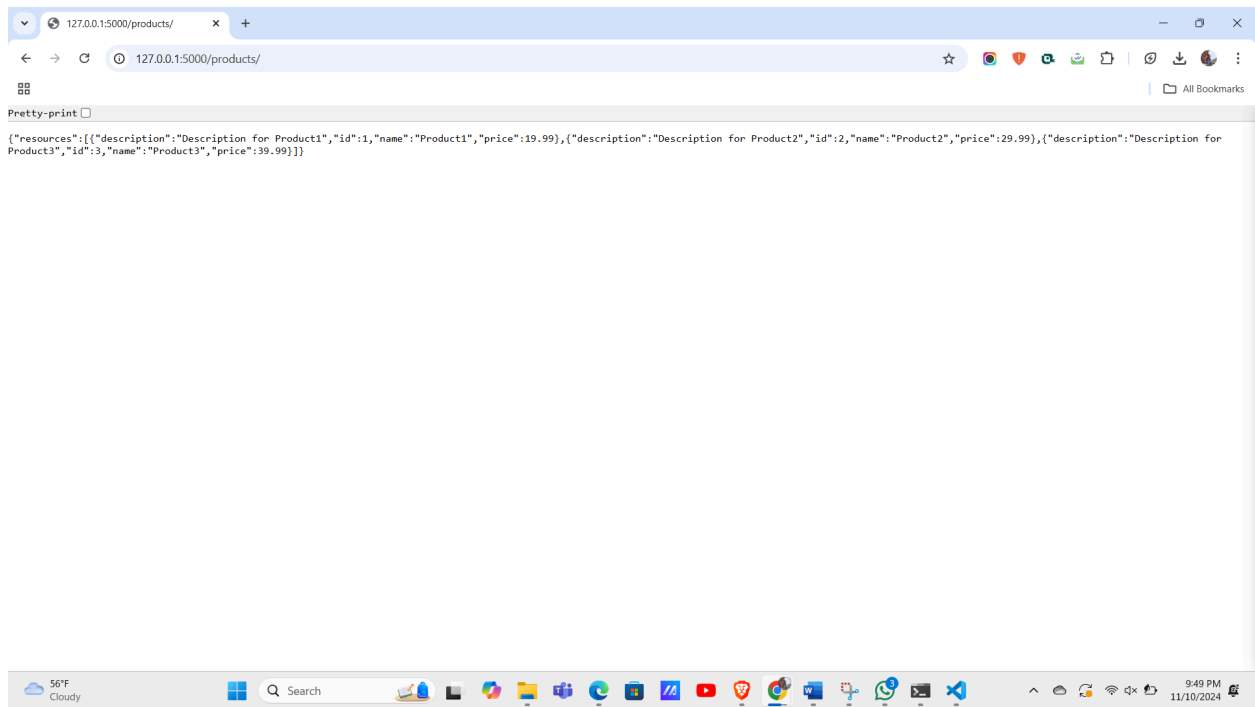 127.0.0.1:5000/products/
127.0.0.1:5000/products/
All Bookmarks
Pretty-print
{"resources":[{"description":"Description for Product1","id":1,"name":"Product1","price":19.99},{"description":"Description for Product2","id":2,"name":"Product2","price":29.99},{"description":"Description for
Product3","id":3,"name":"Product3","price":39.99}]}
56°F
Cloudy
Search
3
9:49 PM
11/10/2024